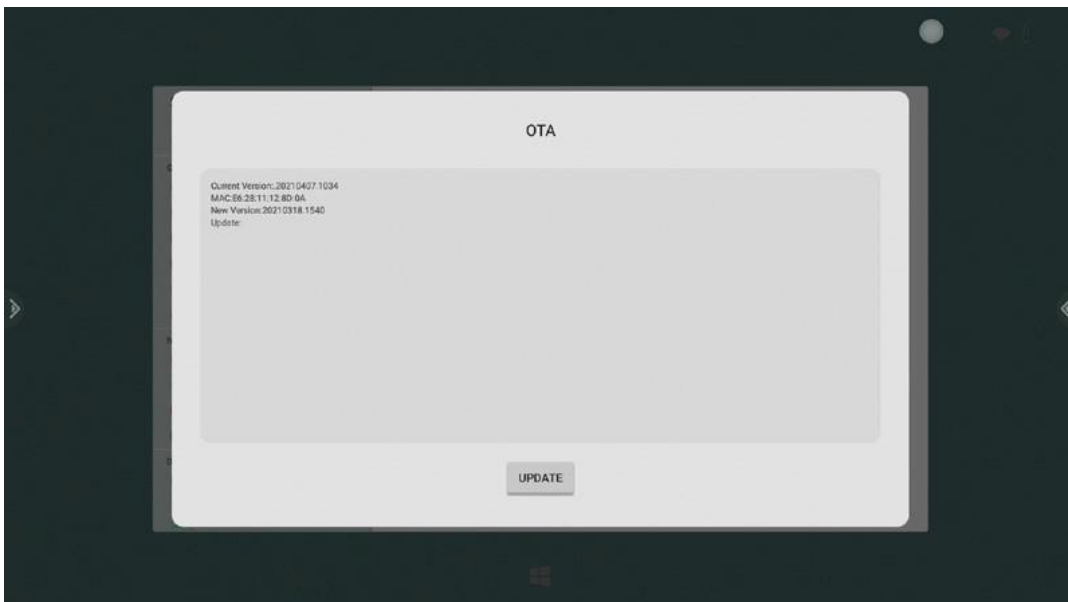 OTA
Current Version:.20210407.1034
MAC:E6:28:11:12:8D:0A
New Version:20210318.1540
Update:
UPDATE